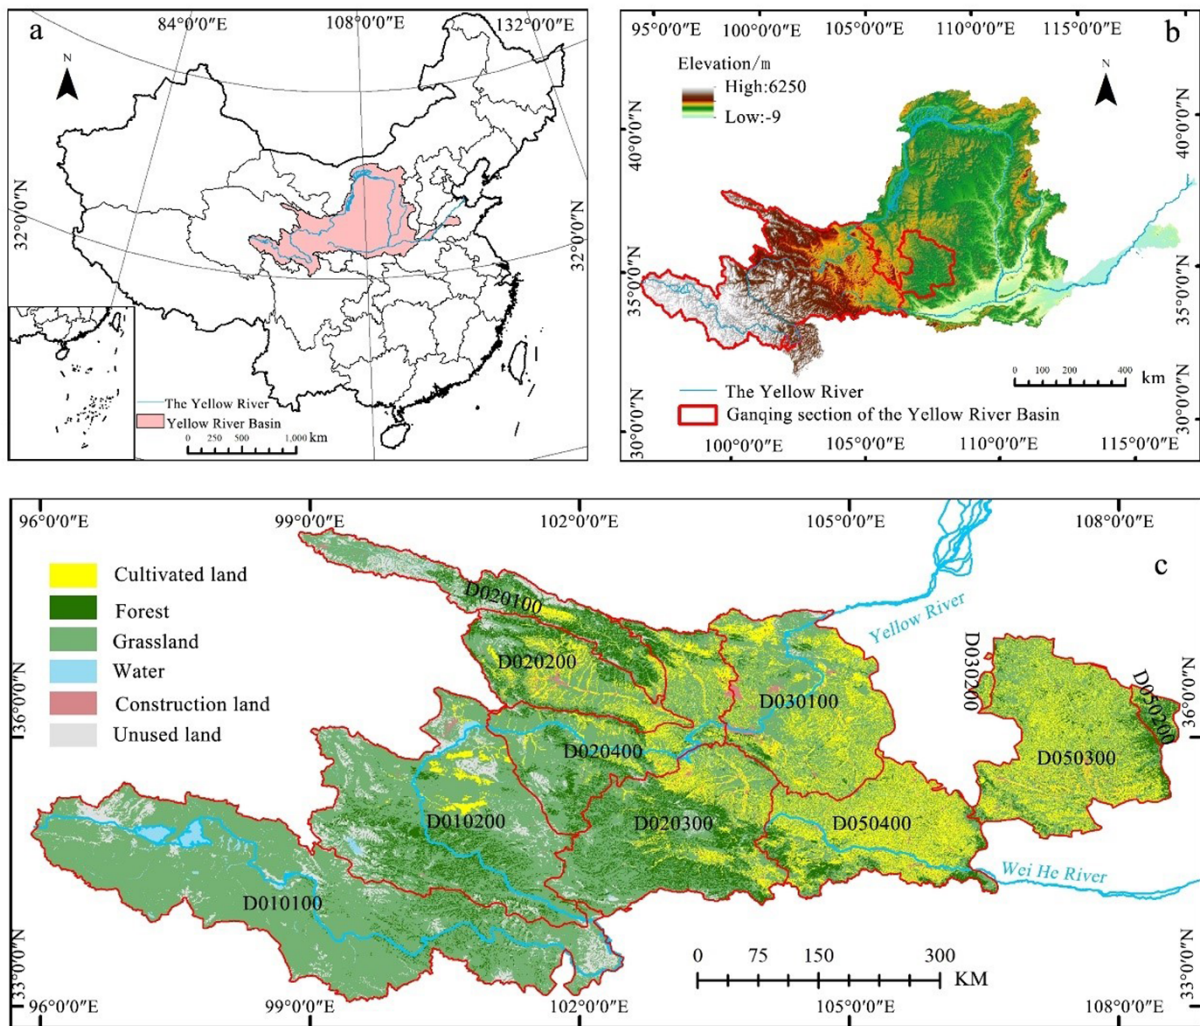 a
84°0'0"E
108°0'0"E
132°0'0"E
N
32°0'0"N
32°0'0"N
The Yellow River
Yellow River Basin
0 250 500 1,000 km
b
95°0'0"E
100°0'0"E
105°0'0"E
110°0'0"E
115°0'0"E
Elevation/m
High:6250
Low:-9
N
40°0'0"N
40°0'0"N
35°0'0"N
35°0'0"N
30°0'0"N
30°0'0"N
0 200 400 km
The Yellow River
Ganqing section of the Yellow River Basin
100°0'0"E
105°0'0"E
110°0'0"E
115°0'0"E
c
96°0'0"E
99°0'0"E
102°0'0"E
105°0'0"E
108°0'0"E
Cultivated land
Forest
Grassland
Water
Construction land
Unused land
36°0'0"N
36°0'0"N
D020100
D020200
D030100
D020400
D010200
D020300
D050400
D010100
D030200
D050200
D050300
Yellow River
Wei He River
33°0'0"N
33°0'0"N
0 75 150 300
KM
96°0'0"E
99°0'0"E
102°0'0"E
105°0'0"E
108°0'0"E